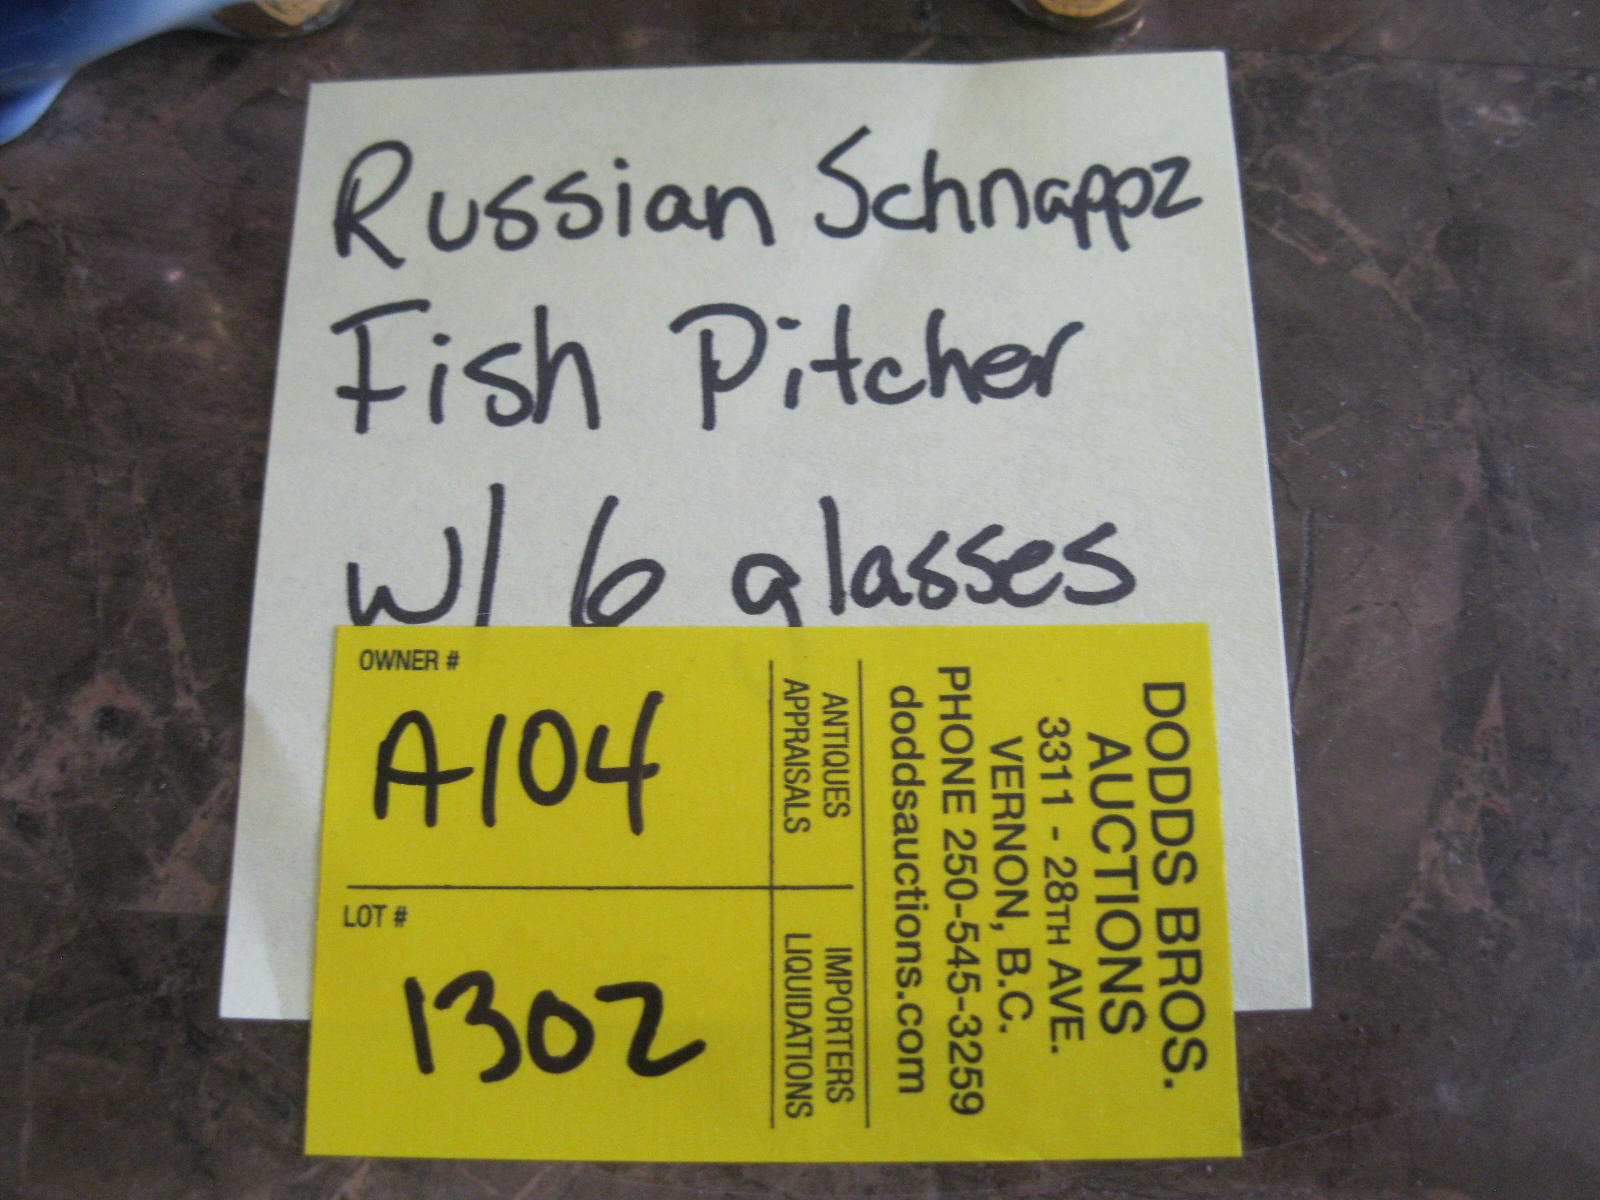 Russian Schnappz
Fish Pitcher
w/ 6 glasses
OWNER #
A104
LOT #
1302
ANTIQUES
APPRAISALS
IMPORTERS
LIQUIDATIONS
DODDS BROS.
AUCTIONS
3311 - 28TH AVE.
VERNON, B.C.
PHONE 250-545-3259
doddsauctions.com